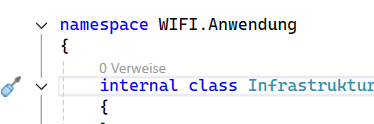 namespace WIFI.Anwendung
{
0 Verweise
internal class Infrastruktur
{